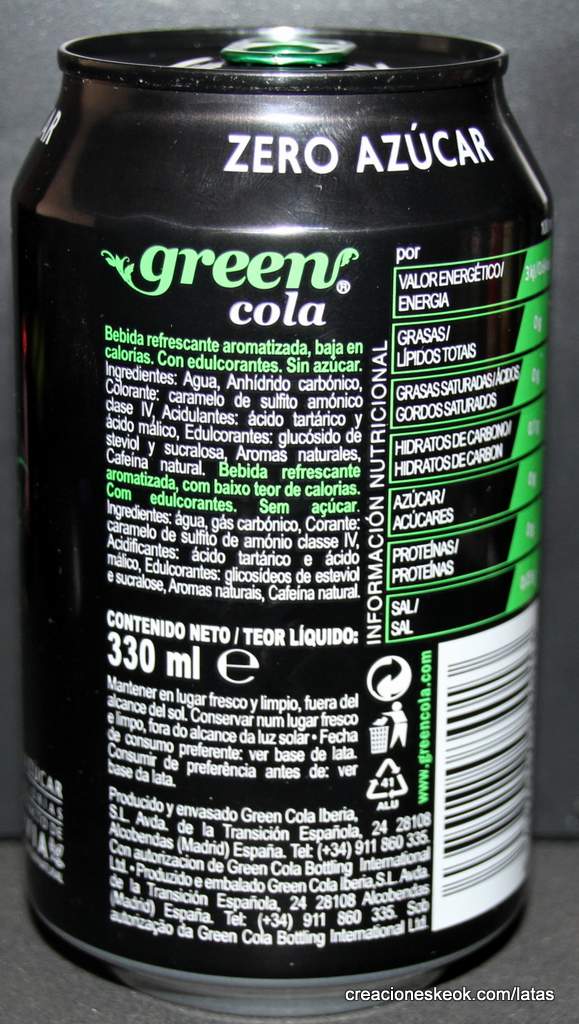 ZERO AZÚCAR
green®
cola
Bebida refrescante aromatizada, baja en
calorías. Con edulcorantes. Sin azúcar.
Ingredientes: Agua, Anhídrido carbónico,
Colorante: caramelo de sulfito amónico
clase IV, Acidulantes: ácido tartárico y
ácido málico, Edulcorantes: glucósido de
steviol y sucralosa, Aromas naturales,
Cafeína natural. Bebida refrescante
aromatizada, com baixo teor de calorias.
Com edulcorantes. Sem açúcar.
Ingredientes: água, gás carbónico, Corante:
caramelo de sulfito de amónio classe IV,
Acidificantes: ácido tartárico e ácido
málico, Edulcorantes: glicosídeos de esteviol
e sucralose, Aromas naturais, Cafeína natural.
CONTENIDO NETO / TEOR LÍQUIDO:
330 ml e
Mantener en lugar fresco y limpio, fuera del
alcance del sol. Conservar num lugar fresco
e limpo, fora do alcance da luz solar • Fecha
de consumo preferente: ver base de lata.
Consumir de preferência antes de: ver
base da lata.
Producido y envasado Green Cola Iberia,
S.L. Avda. de la Transición Española, 24 28108
Alcobendas (Madrid) España. Tel: (+34) 911 860 335.
Con autorizacion de Green Cola Bottling International
Ltd. • Produzido e embalado Green Cola Iberia, S.L. Avda.
de la Transición Española, 24 28108 Alcobendas
(Madrid) España. Tel: (+34) 911 860 335. Sob
autorização da Green Cola Bottling International Ltd.
INFORMACIÓN NUTRICIONAL
por
VALOR ENERGÉTICO/
ENERGIA
GRASAS/
LÍPIDOS TOTAIS
0g
GRASAS SATURADAS/ÁCIDOS
GORDOS SATURADOS
0g
HIDRATOS DE CARBONO/
HIDRATOS DE CARBON
AZÚCAR/
ACÚCARES
0g
PROTEÍNAS/
PROTEÍNAS
0g
SAL/
SAL
41
ALU
www.greencola.com
creacioneskeok.com/latas